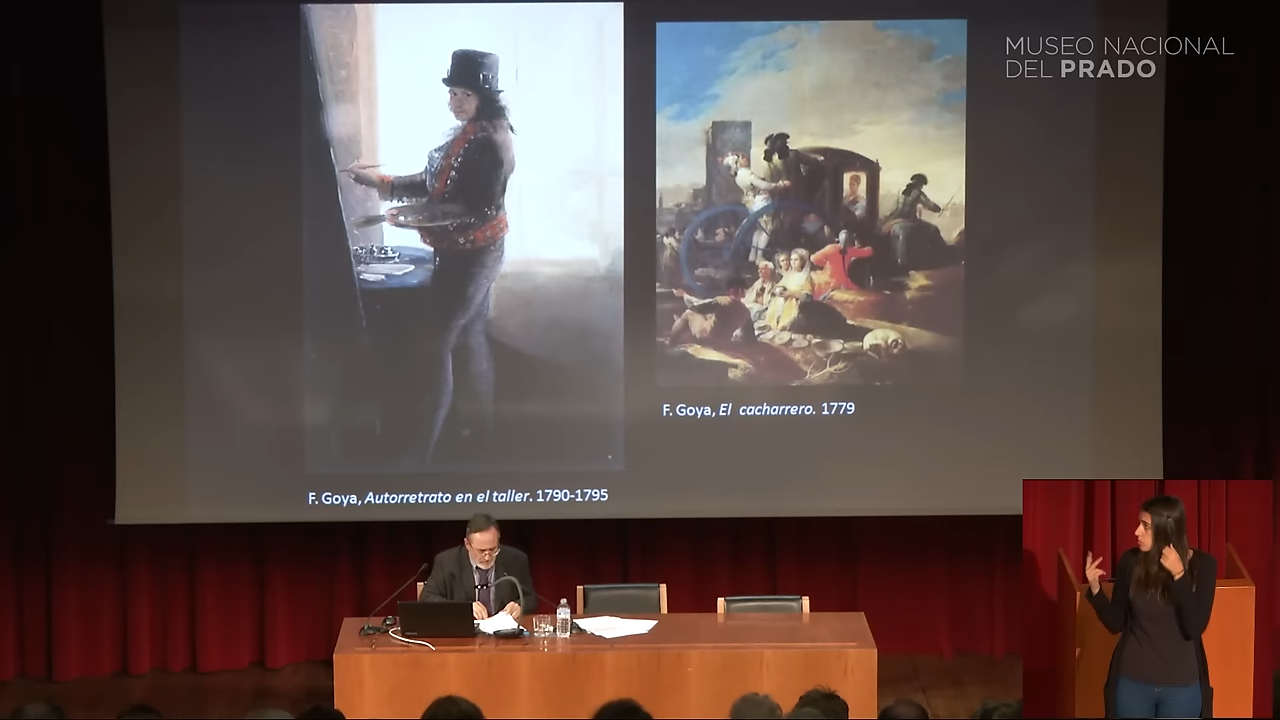 MUSEO NACIONAL
DEL PRADO
F. Goya, El cacharrero. 1779
F. Goya, Autorretrato en el taller. 1790-1795